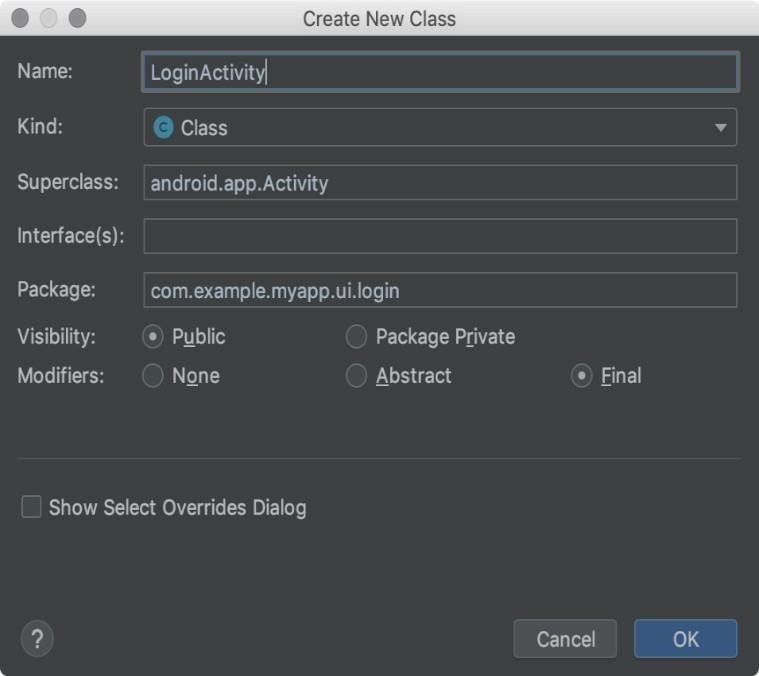 Create New Class
Name: LoginActivity
Kind: C Class
Superclass: android.app.Activity
Interface(s):
Package: com.example.myapp.ui.login
Visibility: Public Package Private
Modifiers: None Abstract Final
Show Select Overrides Dialog
? Cancel OK